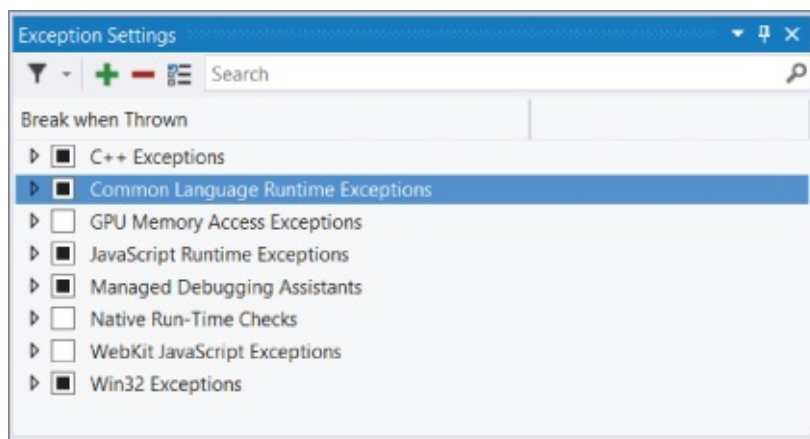 Exception Settings
Search
Break when Thrown
C++ Exceptions
Common Language Runtime Exceptions
GPU Memory Access Exceptions
JavaScript Runtime Exceptions
Managed Debugging Assistants
Native Run-Time Checks
WebKit JavaScript Exceptions
Win32 Exceptions